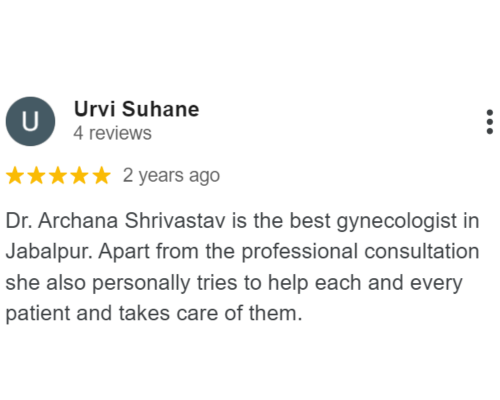 U
Urvi Suhane
4 reviews
2 years ago
Dr. Archana Shrivastav is the best gynecologist in
Jabalpur. Apart from the professional consultation
she also personally tries to help each and every
patient and takes care of them.